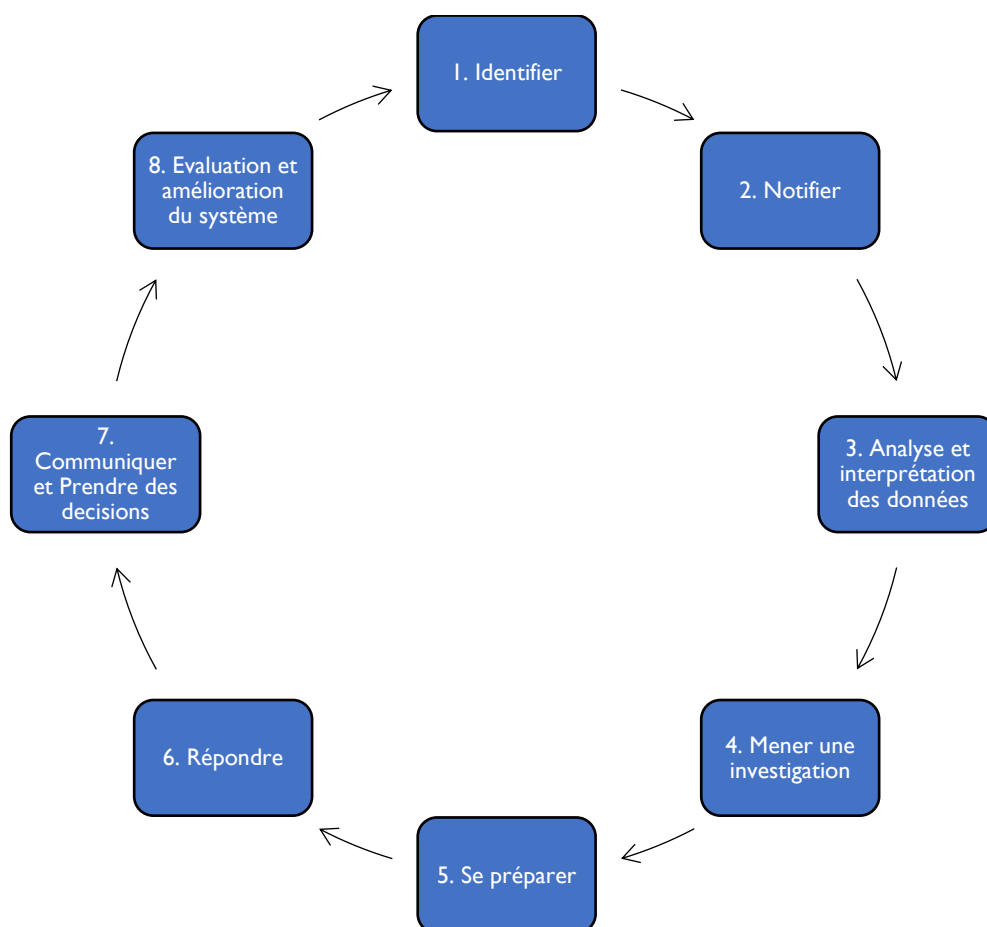 1. Identifier
2. Notifier
3. Analyse et
interprétation
des données
4. Mener une
investigation
5. Se préparer
6. Répondre
7.
Communiquer
et Prendre des
decisions
8. Evaluation et
amélioration
du système